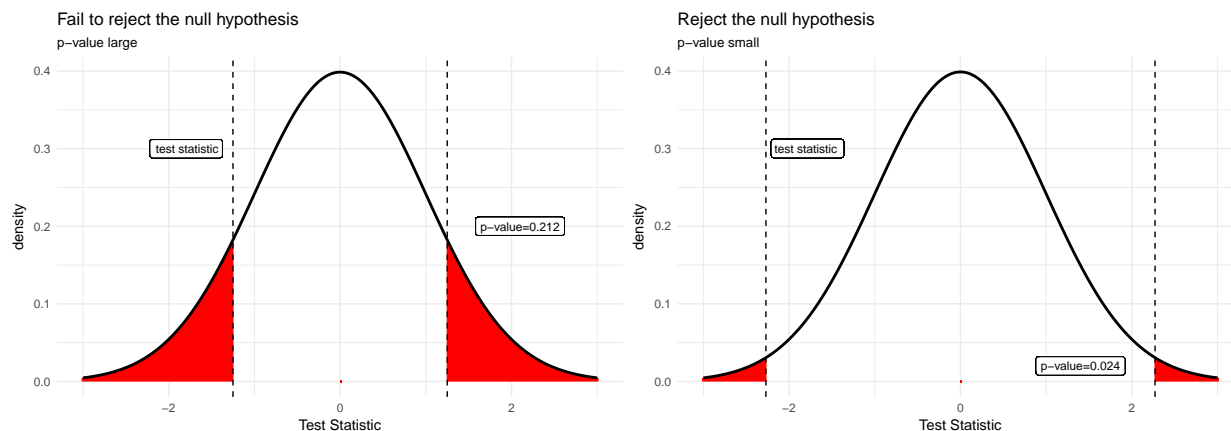 Fail to reject the null hypothesis
p−value large
0.4
0.3
0.2
0.1
0.0
density
test statistic
p−value=0.212
−2
0
2
Test Statistic
Reject the null hypothesis
p−value small
0.4
0.3
0.2
0.1
0.0
density
test statistic
p−value=0.024
−2
0
2
Test Statistic